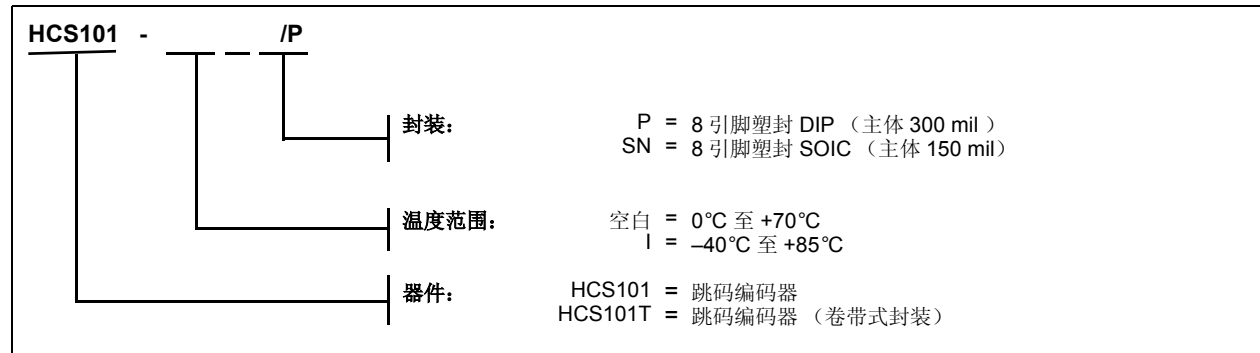 HCS101 - /P
封装: P = 8 引脚塑封 DIP （主体 300 mil ）
SN = 8 引脚塑封 SOIC （主体 150 mil）
温度范围: 空白 = 0°C 至 +70°C
I = –40°C 至 +85°C
器件: HCS101 = 跳码编码器
HCS101T = 跳码编码器 （卷带式封装）